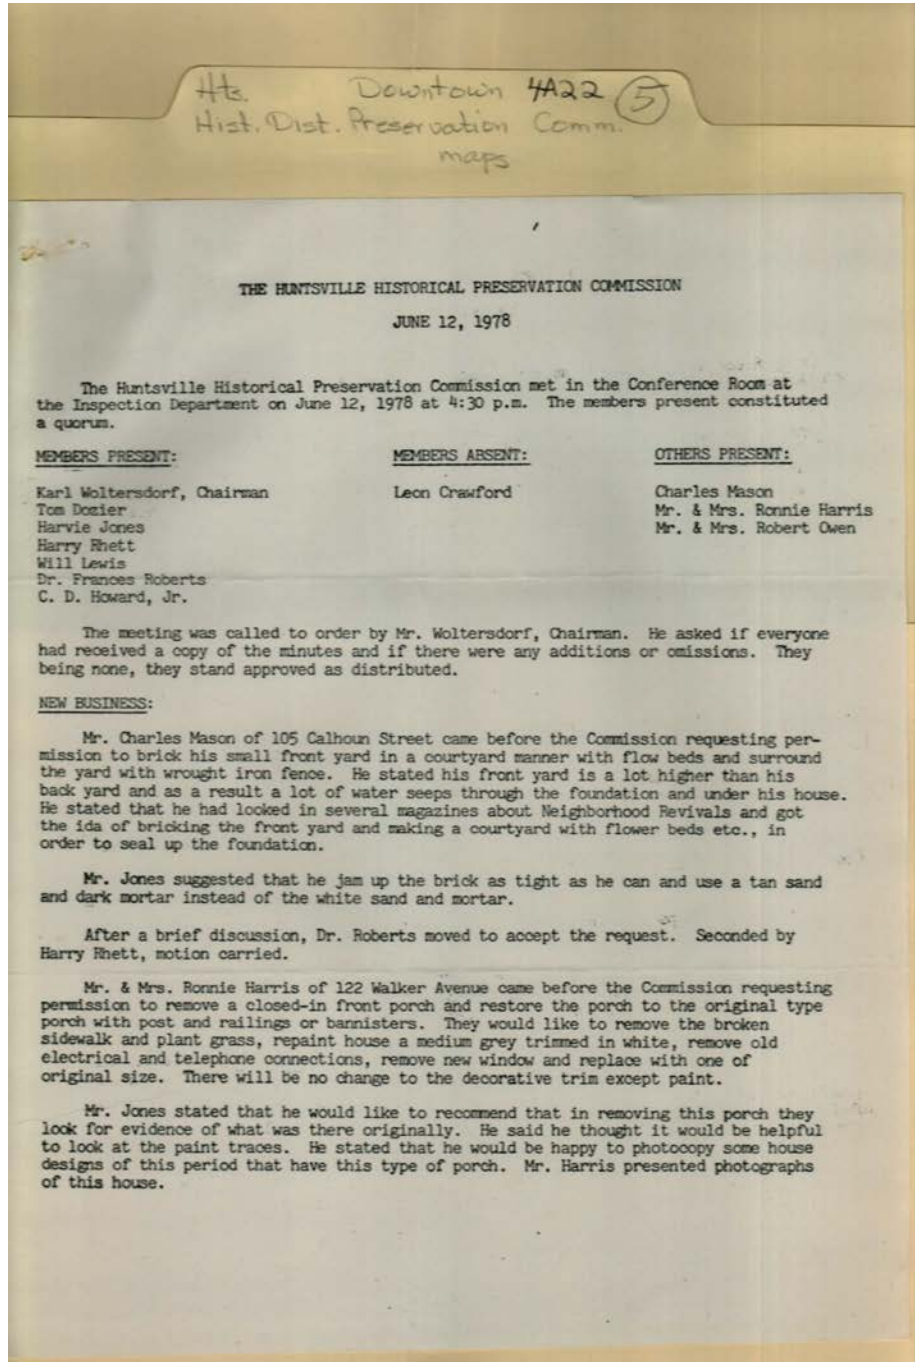 Hts. Downtown 4A22 5
Hist. Dist. Preservation Comm.
maps
THE HUNTSVILLE HISTORICAL PRESERVATION COMMISSION
JUNE 12, 1978
The Huntsville Historical Preservation Commission met in the Conference Room at
the Inspection Department on June 12, 1978 at 4:30 p.m. The members present constituted
a quorum.
MEMBERS PRESENT: MEMBERS ABSENT: OTHERS PRESENT:
Karl Woltersdorf, Chairman Leon Crawford Charles Mason
Tom Dozier Mr. & Mrs. Ronnie Harris
Harvie Jones Mr. & Mrs. Robert Owen
Harry Rhett
Will Lewis
Dr. Frances Roberts
C. D. Howard, Jr.
The meeting was called to order by Mr. Woltersdorf, Chairman. He asked if everyone
had received a copy of the minutes and if there were any additions or omissions. They
being none, they stand approved as distributed.
NEW BUSINESS:
Mr. Charles Mason of 105 Calhoun Street came before the Commission requesting per-
mission to brick his small front yard in a courtyard manner with flow beds and surround
the yard with wrought iron fence. He stated his front yard is a lot higher than his
back yard and as a result a lot of water seeps through the foundation and under his house.
He stated that he had looked in several magazines about Neighborhood Revivals and got
the ida of bricking the front yard and making a courtyard with flower beds etc., in
order to seal up the foundation.
Mr. Jones suggested that he jam up the brick as tight as he can and use a tan sand
and dark mortar instead of the white sand and mortar.
After a brief discussion, Dr. Roberts moved to accept the request. Seconded by
Harry Rhett, motion carried.
Mr. & Mrs. Ronnie Harris of 122 Walker Avenue came before the Commission requesting
permission to remove a closed-in front porch and restore the porch to the original type
porch with post and railings or bannisters. They would like to remove the broken
sidewalk and plant grass, repaint house a medium grey trimmed in white, remove old
electrical and telephone connections, remove new window and replace with one of
original size. There will be no change to the decorative trim except paint.
Mr. Jones stated that he would like to recommend that in removing this porch they
look for evidence of what was there originally. He said he thought it would be helpful
to look at the paint traces. He stated that he would be happy to photocopy some house
designs of this period that have this type of porch. Mr. Harris presented photographs
of this house.